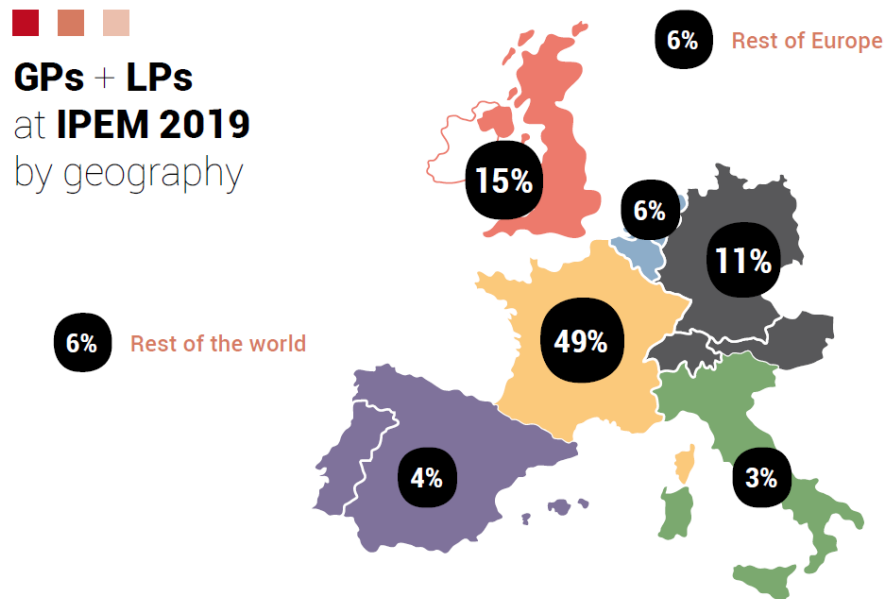 GPs + LPs
at IPEM 2019
by geography
6% Rest of Europe
15%
6%
11%
6% Rest of the world
49%
4%
3%